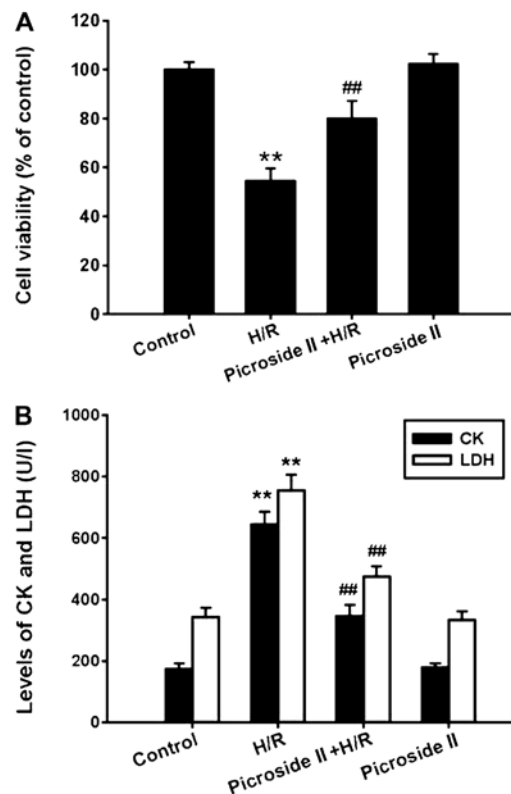 A
Cell viability (% of control)
120
100
80
60
40
20
0
**
##
Control
H/R
Picroside II +H/R
Picroside II
B
Levels of CK and LDH (U/l)
1000
800
600
400
200
0
CK
LDH
**
**
##
##
Control
H/R
Picroside II +H/R
Picroside II